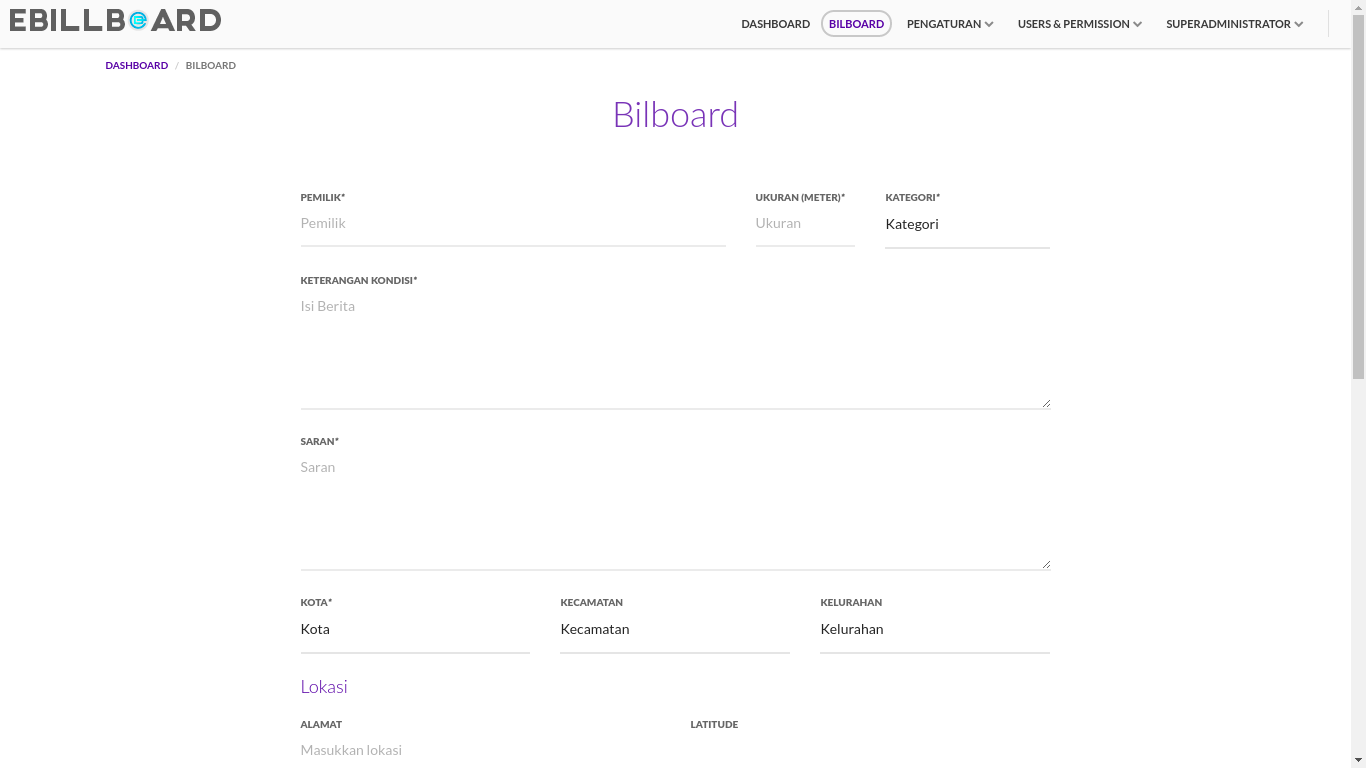 EBILLBOARD
DASHBOARD BILBOARD PENGATURAN USERS & PERMISSION SUPERADMINISTRATOR
DASHBOARD / BILBOARD
Bilboard
PEMILIK* UKURAN (METER)* KATEGORI*
Pemilik Ukuran Kategori
KETERANGAN KONDISI*
Isi Berita
SARAN*
Saran
KOTA* KECAMATAN KELURAHAN
Kota Kecamatan Kelurahan
Lokasi
ALAMAT LATITUDE
Masukkan lokasi